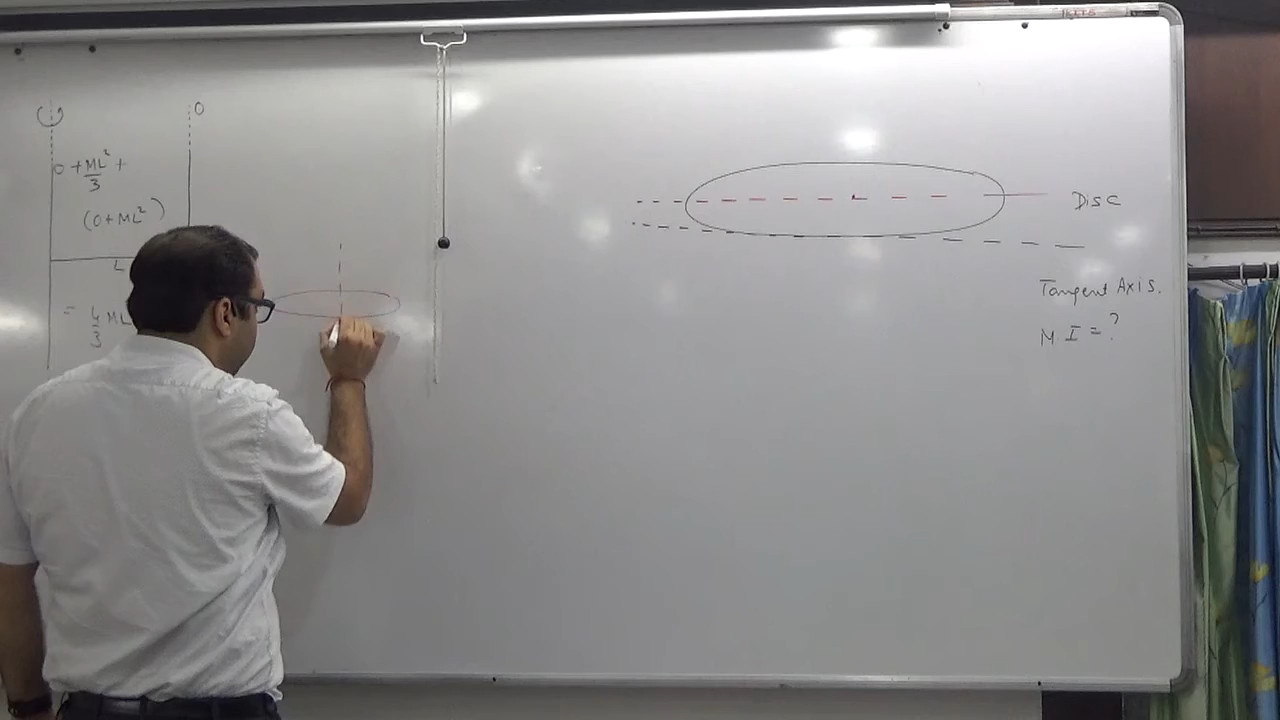 0
0 + ML²/3 +
(0+ML²)
L
= 4/3 ML
Disc
Tangent Axis.
M I = ?